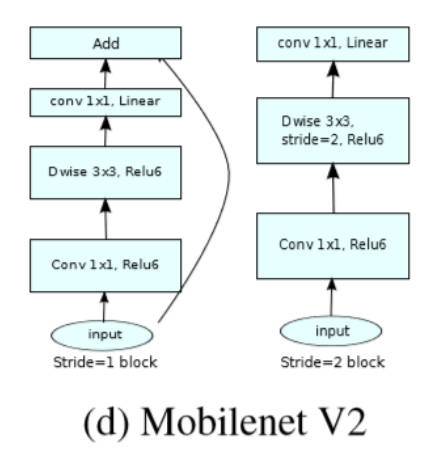 Add
conv 1x1, Linear
Dwise 3x3, Relu6
Conv 1x1, Relu6
input
Stride=1 block
conv 1x1, Linear
Dwise 3x3,
stride=2, Relu6
Conv 1x1, Relu6
input
Stride=2 block
(d) Mobilenet V2